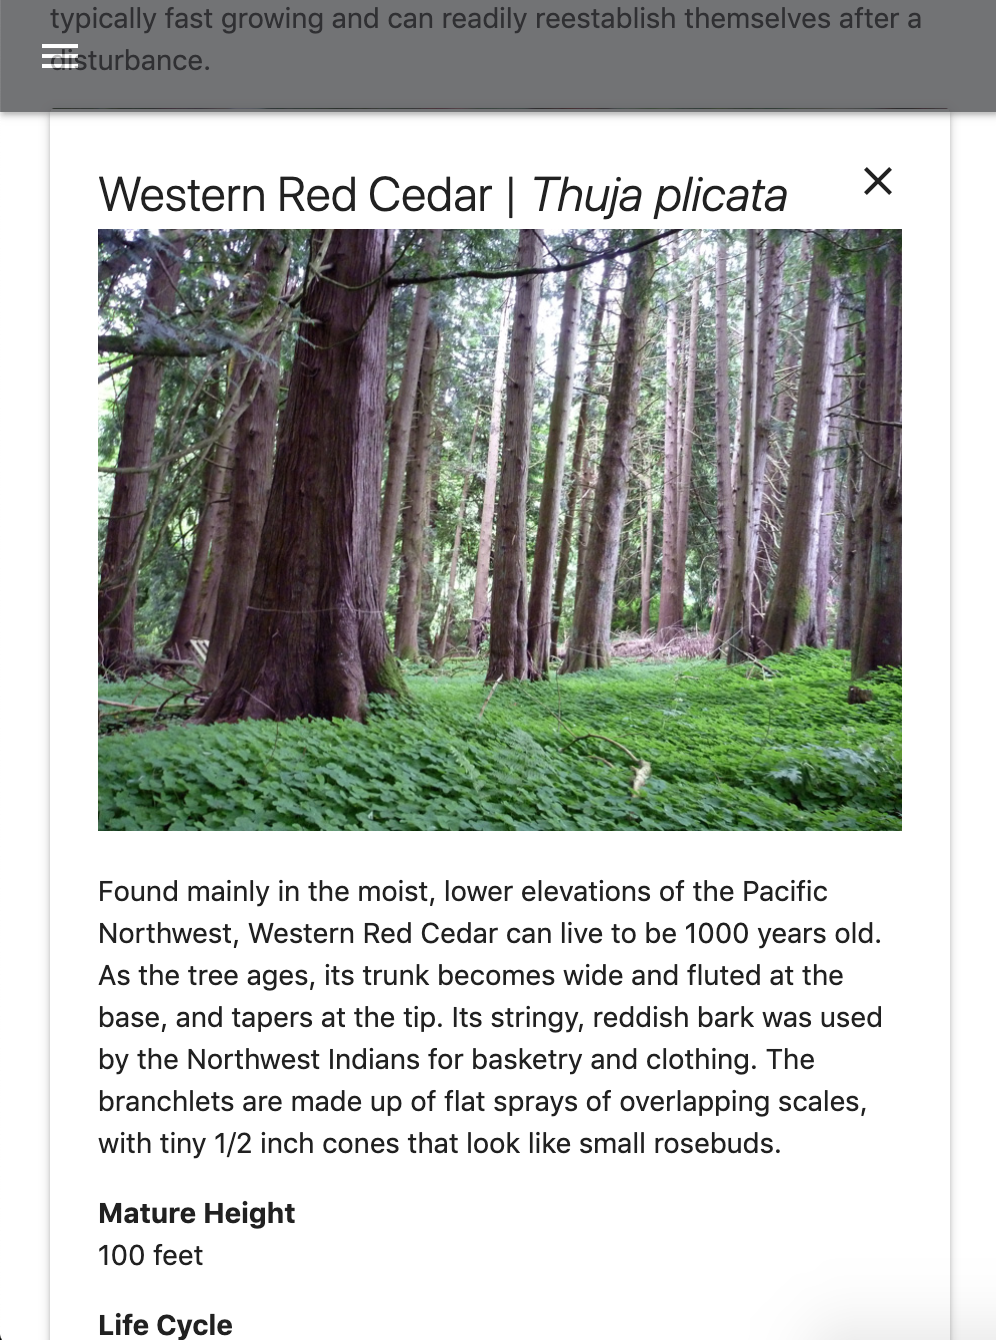 typically fast growing and can readily reestablish themselves after a
disturbance.
Western Red Cedar | Thuja plicata
Found mainly in the moist, lower elevations of the Pacific
Northwest, Western Red Cedar can live to be 1000 years old.
As the tree ages, its trunk becomes wide and fluted at the
base, and tapers at the tip. Its stringy, reddish bark was used
by the Northwest Indians for basketry and clothing. The
branchlets are made up of flat sprays of overlapping scales,
with tiny 1/2 inch cones that look like small rosebuds.
Mature Height
100 feet
Life Cycle